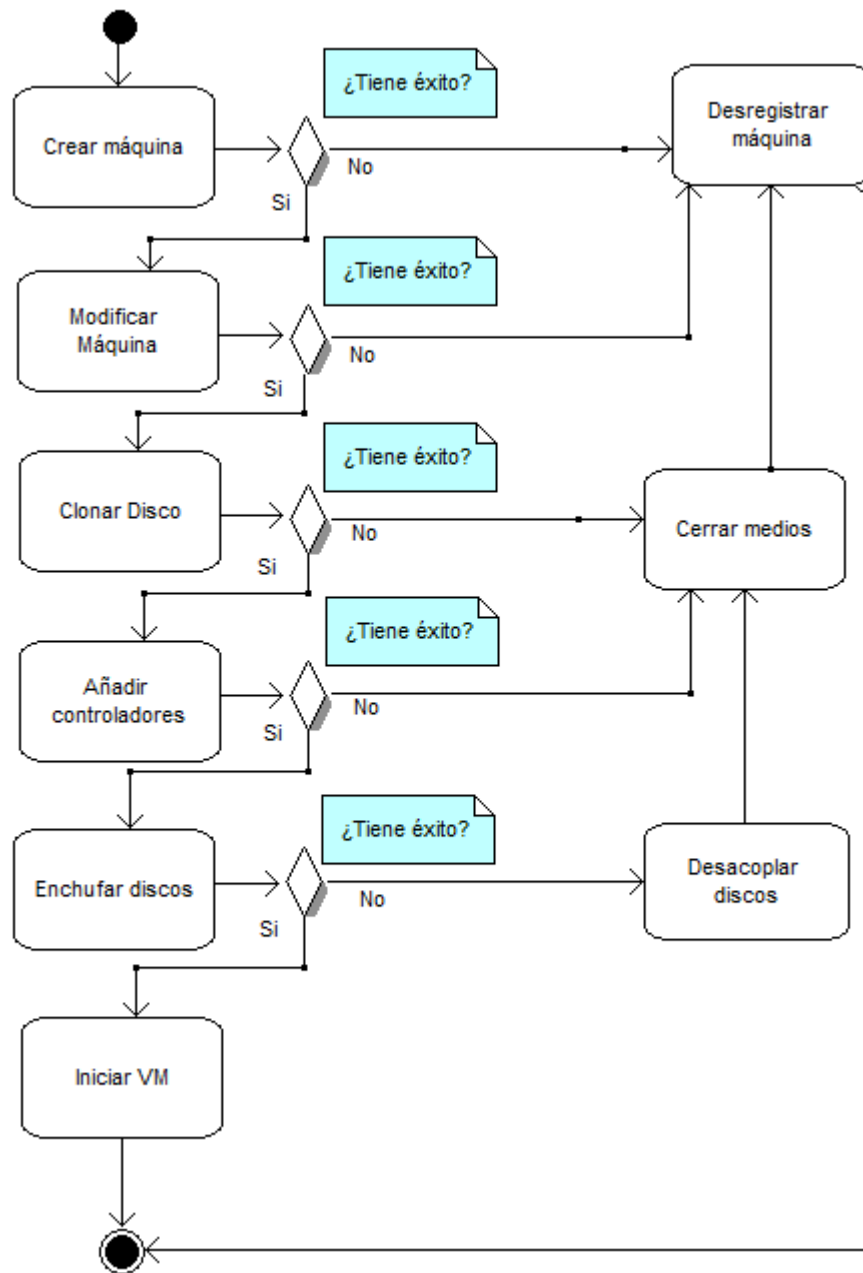 ¿Tiene éxito?
Crear máquina
No
Desregistrar
máquina
Si
¿Tiene éxito?
Modificar
Máquina
No
Si
¿Tiene éxito?
Clonar Disco
No
Cerrar medios
Si
¿Tiene éxito?
Añadir
controladores
No
Si
¿Tiene éxito?
Enchufar discos
No
Desacoplar
discos
Si
Iniciar VM